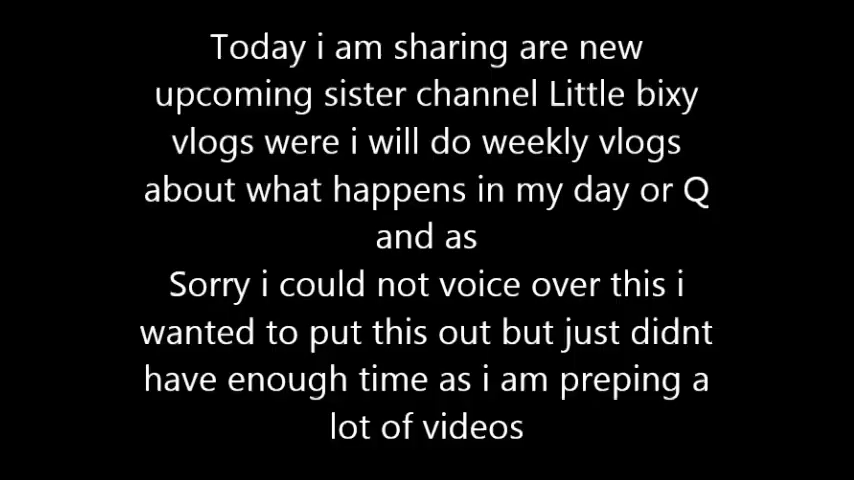 Today i am sharing are new
upcoming sister channel Little bixy
vlogs were i will do weekly vlogs
about what happens in my day or Q
and as
Sorry i could not voice over this i
wanted to put this out but just didnt
have enough time as i am preping a
lot of videos